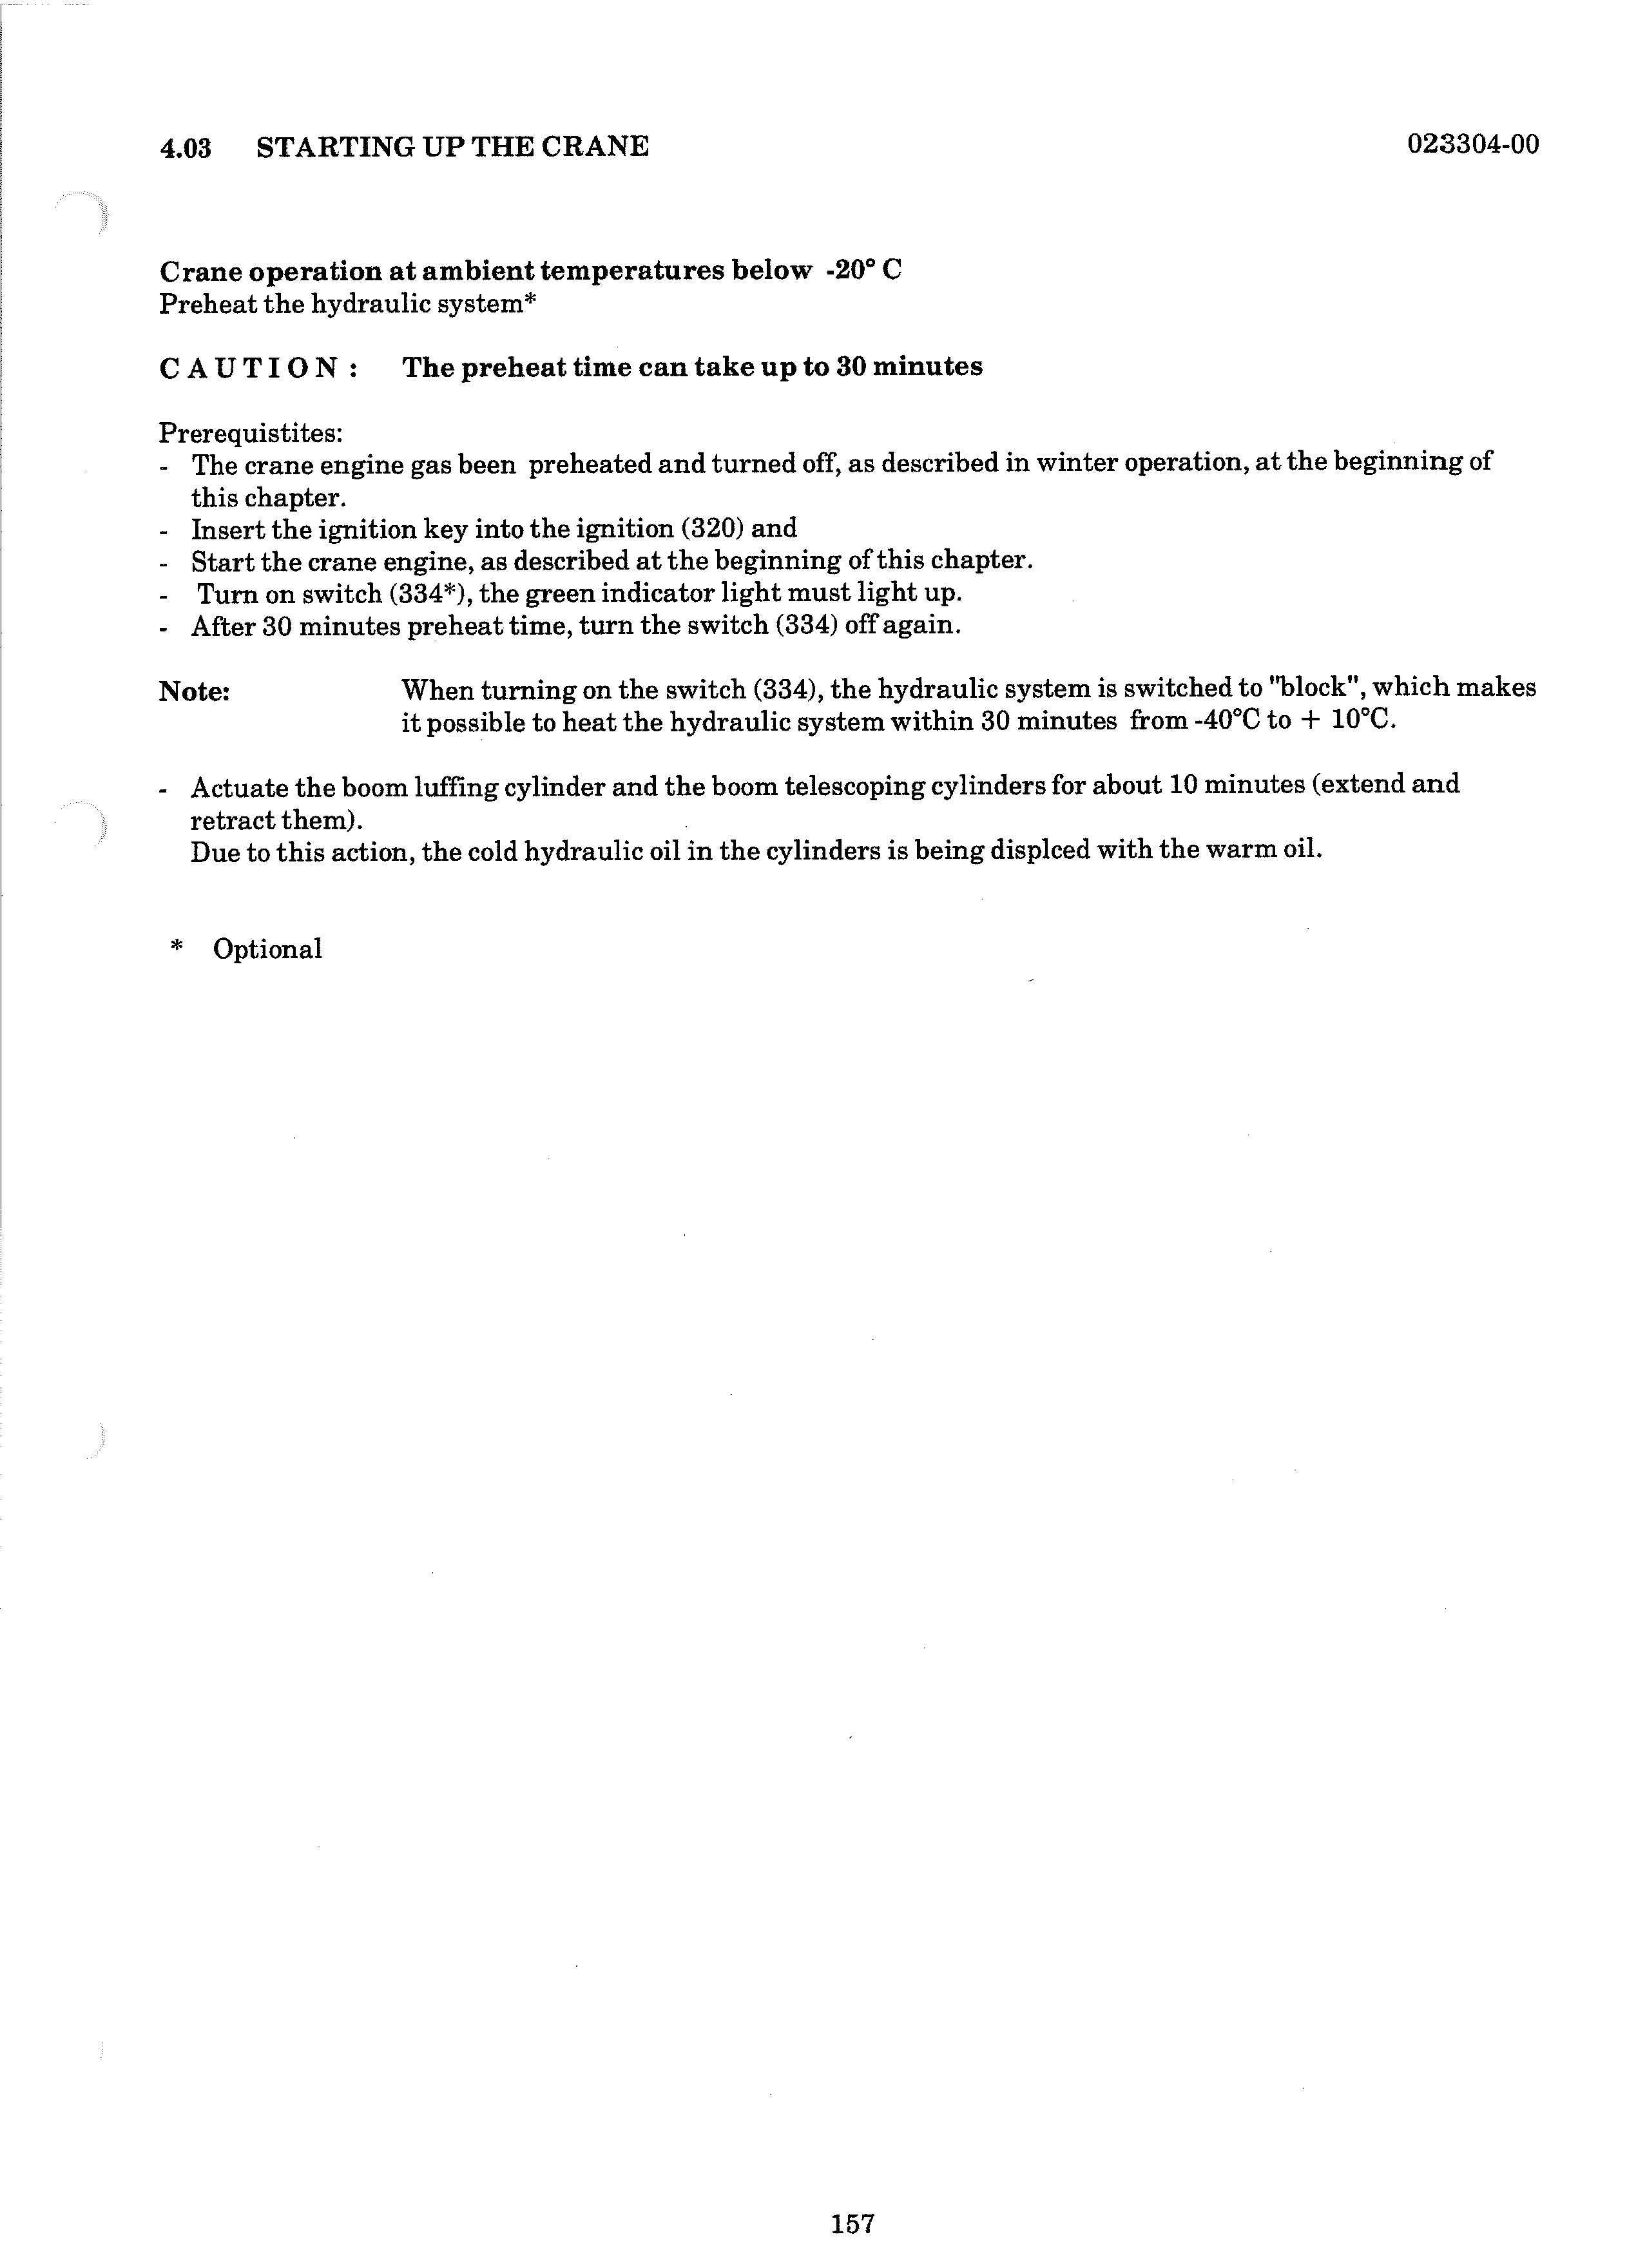 4.03 STARTING UP THE CRANE 023304-00
Crane operation at ambient temperatures below -20° C
Preheat the hydraulic system*
C A U T I O N : The preheat time can take up to 30 minutes
Prerequistites:
- The crane engine gas been preheated and turned off, as described in winter operation, at the beginning of
this chapter.
- Insert the ignition key into the ignition (320) and
- Start the crane engine, as described at the beginning of this chapter.
- Turn on switch (334*), the green indicator light must light up.
- After 30 minutes preheat time, turn the switch (334) off again.
Note: When turning on the switch (334), the hydraulic system is switched to "block", which makes
it possible to heat the hydraulic system within 30 minutes from -40°C to + 10°C.
- Actuate the boom luffing cylinder and the boom telescoping cylinders for about 10 minutes (extend and
retract them).
Due to this action, the cold hydraulic oil in the cylinders is being displced with the warm oil.
* Optional
157